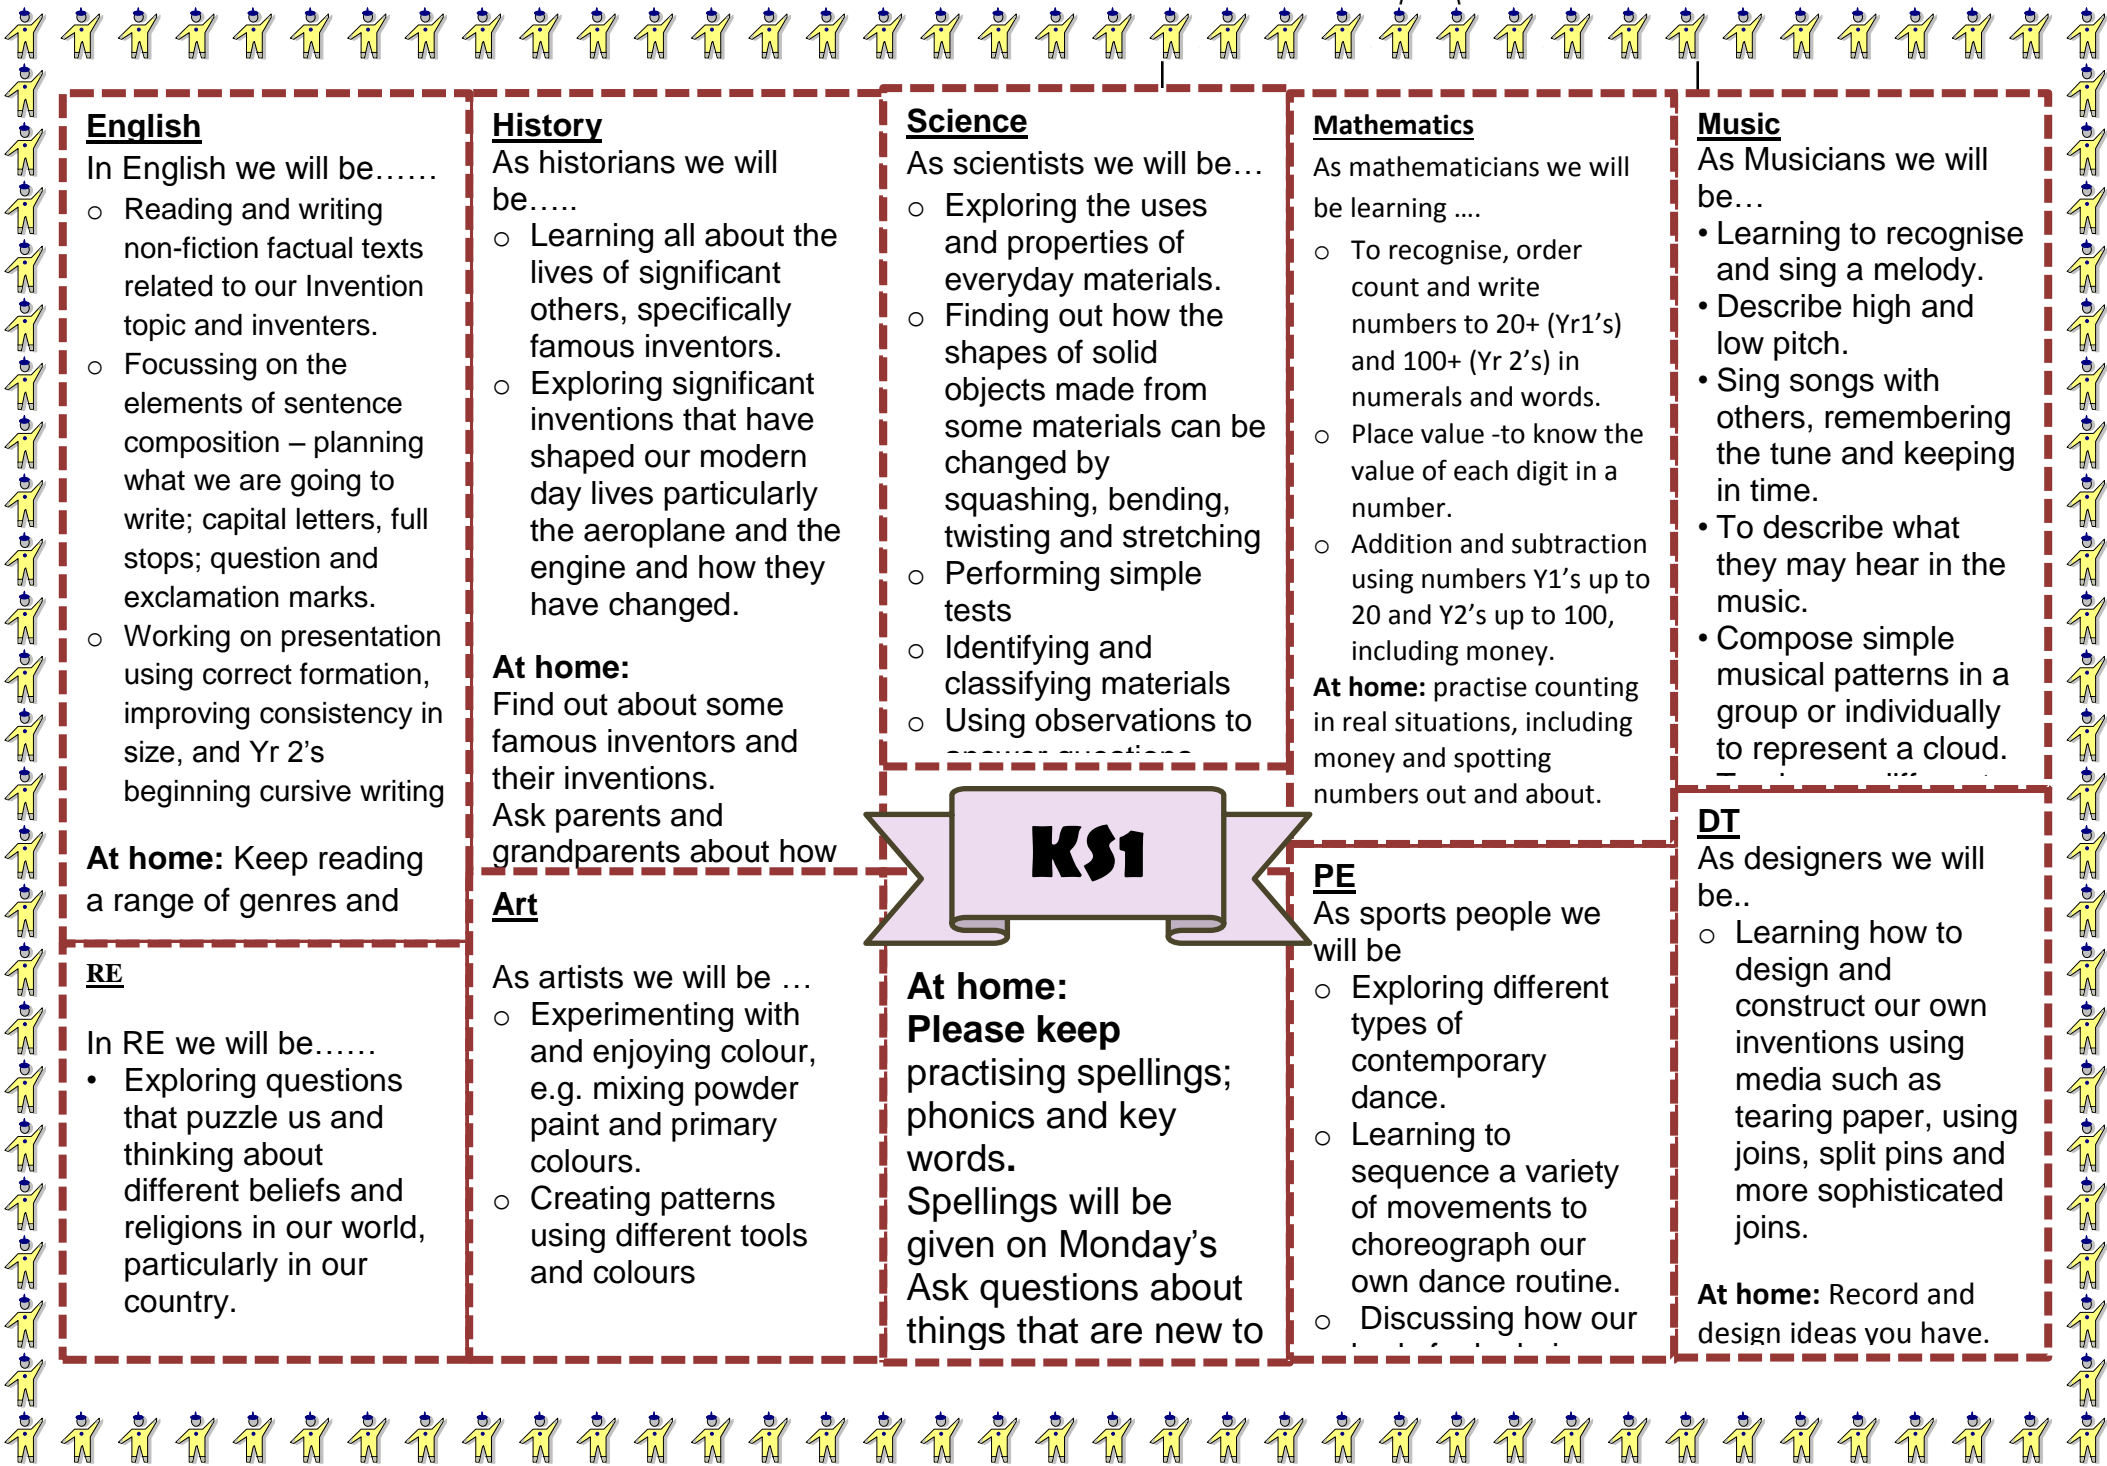 English
In English we will be……
o Reading and writing
non-fiction factual texts
related to our Invention
topic and inventers.
o Focussing on the
elements of sentence
composition – planning
what we are going to
write; capital letters, full
stops; question and
exclamation marks.
o Working on presentation
using correct formation,
improving consistency in
size, and Yr 2's
beginning cursive writing
At home: Keep reading
a range of genres and
RE
In RE we will be……
• Exploring questions
that puzzle us and
thinking about
different beliefs and
religions in our world,
particularly in our
country.
History
As historians we will
be…..
o Learning all about the
lives of significant
others, specifically
famous inventors.
o Exploring significant
inventions that have
shaped our modern
day lives particularly
the aeroplane and the
engine and how they
have changed.
At home:
Find out about some
famous inventors and
their inventions.
Ask parents and
grandparents about how
Art
As artists we will be …
o Experimenting with
and enjoying colour,
e.g. mixing powder
paint and primary
colours.
o Creating patterns
using different tools
and colours
Science
As scientists we will be…
o Exploring the uses
and properties of
everyday materials.
o Finding out how the
shapes of solid
objects made from
some materials can be
changed by
squashing, bending,
twisting and stretching
o Performing simple
tests
o Identifying and
classifying materials
o Using observations to
answer questions
KS1
At home:
Please keep
practising spellings;
phonics and key
words.
Spellings will be
given on Monday's
Ask questions about
things that are new to
Mathematics
As mathematicians we will
be learning ….
o To recognise, order
count and write
numbers to 20+ (Yr1's)
and 100+ (Yr 2's) in
numerals and words.
o Place value -to know the
value of each digit in a
number.
o Addition and subtraction
using numbers Y1's up to
20 and Y2's up to 100,
including money.
At home: practise counting
in real situations, including
money and spotting
numbers out and about.
PE
As sports people we
will be
o Exploring different
types of
contemporary
dance.
o Learning to
sequence a variety
of movements to
choreograph our
own dance routine.
o Discussing how our
Music
As Musicians we will
be…
• Learning to recognise
and sing a melody.
• Describe high and
low pitch.
• Sing songs with
others, remembering
the tune and keeping
in time.
• To describe what
they may hear in the
music.
• Compose simple
musical patterns in a
group or individually
to represent a cloud.
DT
As designers we will
be..
o Learning how to
design and
construct our own
inventions using
media such as
tearing paper, using
joins, split pins and
more sophisticated
joins.
At home: Record and
design ideas you have.